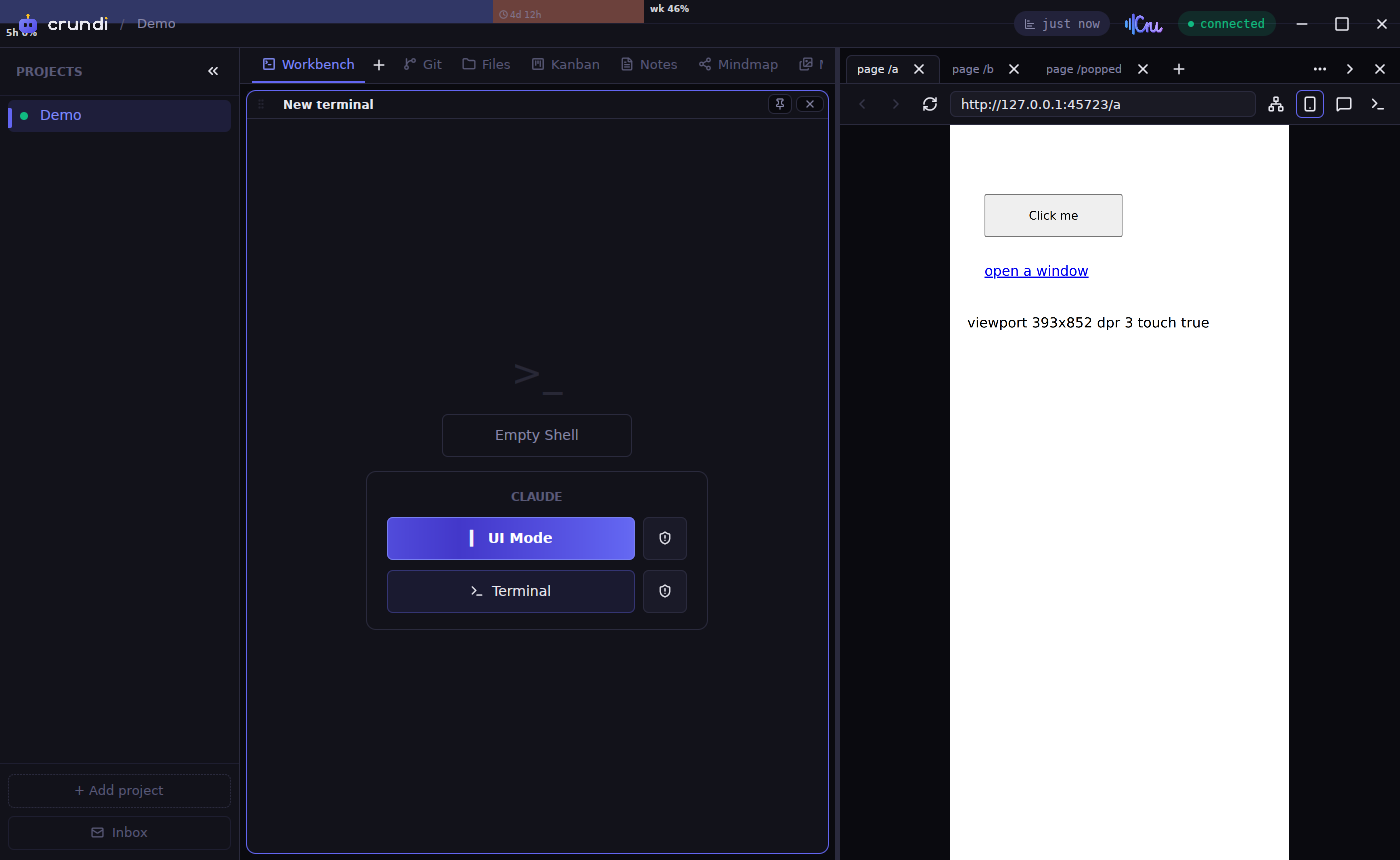 4d 12h
wk 46%
crundi / Demo
just now
Cru
connected
PROJECTS
Workbench
Git
Files
Kanban
Notes
Mindmap
page /a
page /b
page /popped
Demo
New terminal
http://127.0.0.1:45723/a
Click me
open a window
viewport 393x852 dpr 3 touch true
>_
Empty Shell
CLAUDE
UI Mode
Terminal
+ Add project
Inbox